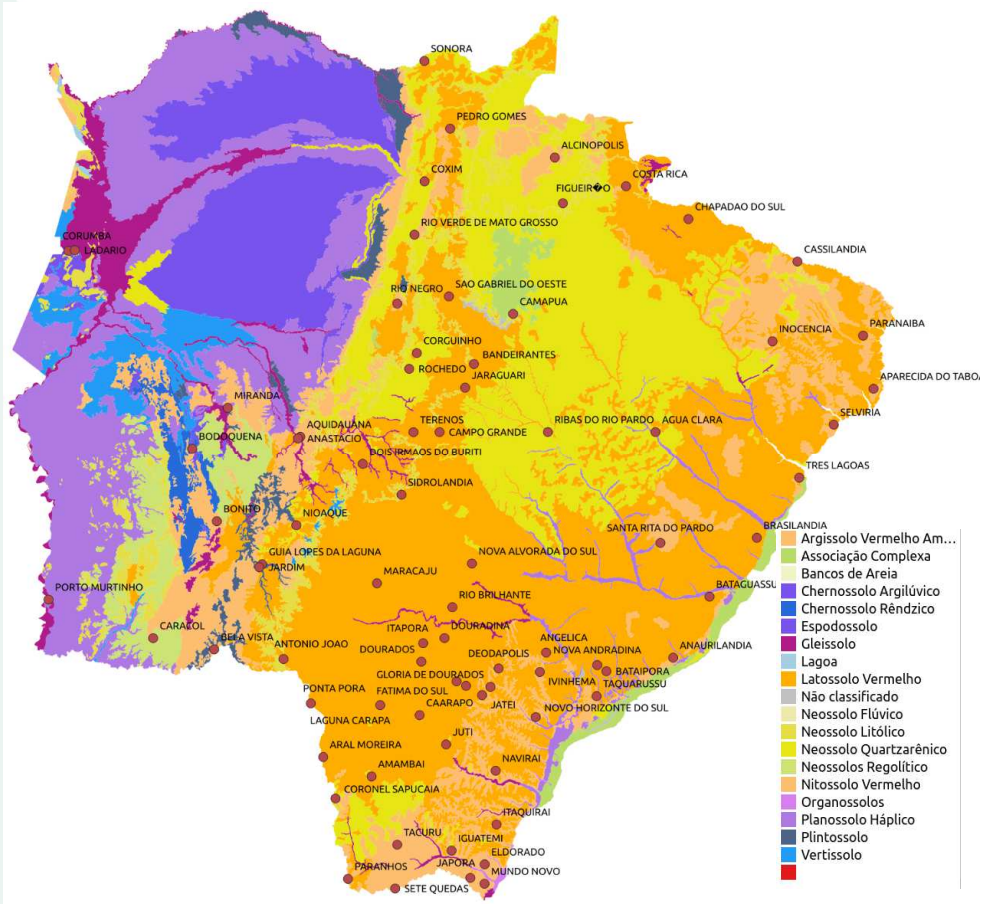 SONORA
PEDRO GOMES
ALCINOPOLIS
COXIM
COSTA RICA
FIGUEIR�O
CHAPADAO DO SUL
RIO VERDE DE MATO GROSSO
CORUMBA
LADARIO
CASSILANDIA
SAO GABRIEL DO OESTE
RIO NEGRO
CAMAPUA
INOCENCIA
PARANAIBA
CORGUINHO
BANDEIRANTES
ROCHEDO
JARAGUARI
APARECIDA DO TABOA
MIRANDA
SELVIRIA
AQUIDAUANA
TERENOS
RIBAS DO RIO PARDO
AGUA CLARA
BODOQUENA
ANASTACIO
CAMPO GRANDE
DOIS IRMAOS DO BURITI
TRES LAGOAS
SIDROLANDIA
BONITO
NIOAQUE
SANTA RITA DO PARDO
BRASILANDIA
GUIA LOPES DA LAGUNA
NOVA ALVORADA DO SUL
JARDIM
MARACAJU
PORTO MURTINHO
BATAGUASSU
RIO BRILHANTE
CARACOL
BELA VISTA
ITAPORA
DOURADINA
ANGELICA
ANTONIO JOAO
DOURADOS
DEODAPOLIS
NOVA ANDRADINA
ANAURILANDIA
GLORIA DE DOURADOS
IVINHEMA
BATAIPORA
PONTA PORA
FATIMA DO SUL
TAQUARUSSU
CAARAPO
JATEI
LAGUNA CARAPA
NOVO HORIZONTE DO SUL
ARAL MOREIRA
JUTI
AMAMBAI
NAVIRAI
CORONEL SAPUCAIA
ITAQUIRAI
TACURU
IGUATEMI
ELDORADO
PARANHOS
JAPORA
MUNDO NOVO
SETE QUEDAS
Argissolo Vermelho Am...
Associação Complexa
Bancos de Areia
Chernossolo Argilúvico
Chernossolo Rêndzico
Espodossolo
Gleissolo
Lagoa
Latossolo Vermelho
Não classificado
Neossolo Flúvico
Neossolo Litólico
Neossolo Quartzarênico
Neossolos Regolítico
Nitossolo Vermelho
Organossolos
Planossolo Háplico
Plintossolo
Vertissolo